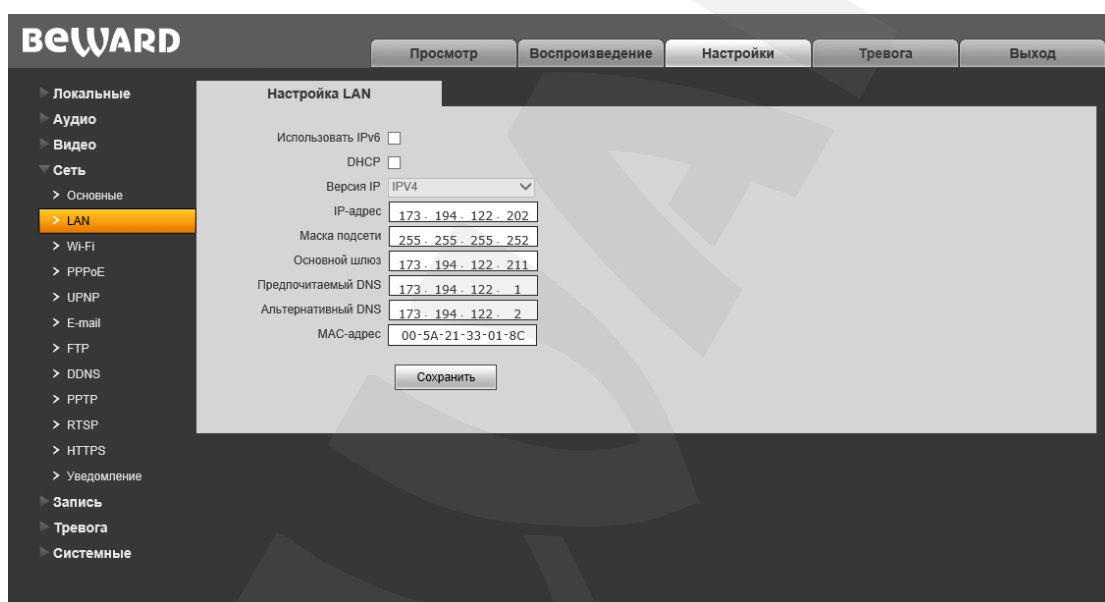 BEWARD
Просмотр Воспроизведение Настройки Тревога Выход
Локальные
Аудио
Видео
Сеть
Основные
LAN
Wi-Fi
PPPoE
UPNP
E-mail
FTP
DDNS
PPTP
RTSP
HTTPS
Уведомление
Запись
Тревога
Системные
Настройка LAN
Использовать IPv6
DHCP
Версия IP IPV4
IP-адрес 173. 194. 122. 202
Маска подсети 255. 255. 255. 252
Основной шлюз 173. 194. 122. 211
Предпочитаемый DNS 173. 194. 122. 1
Альтернативный DNS 173. 194. 122. 2
MAC-адрес 00-5A-21-33-01-8C
Сохранить